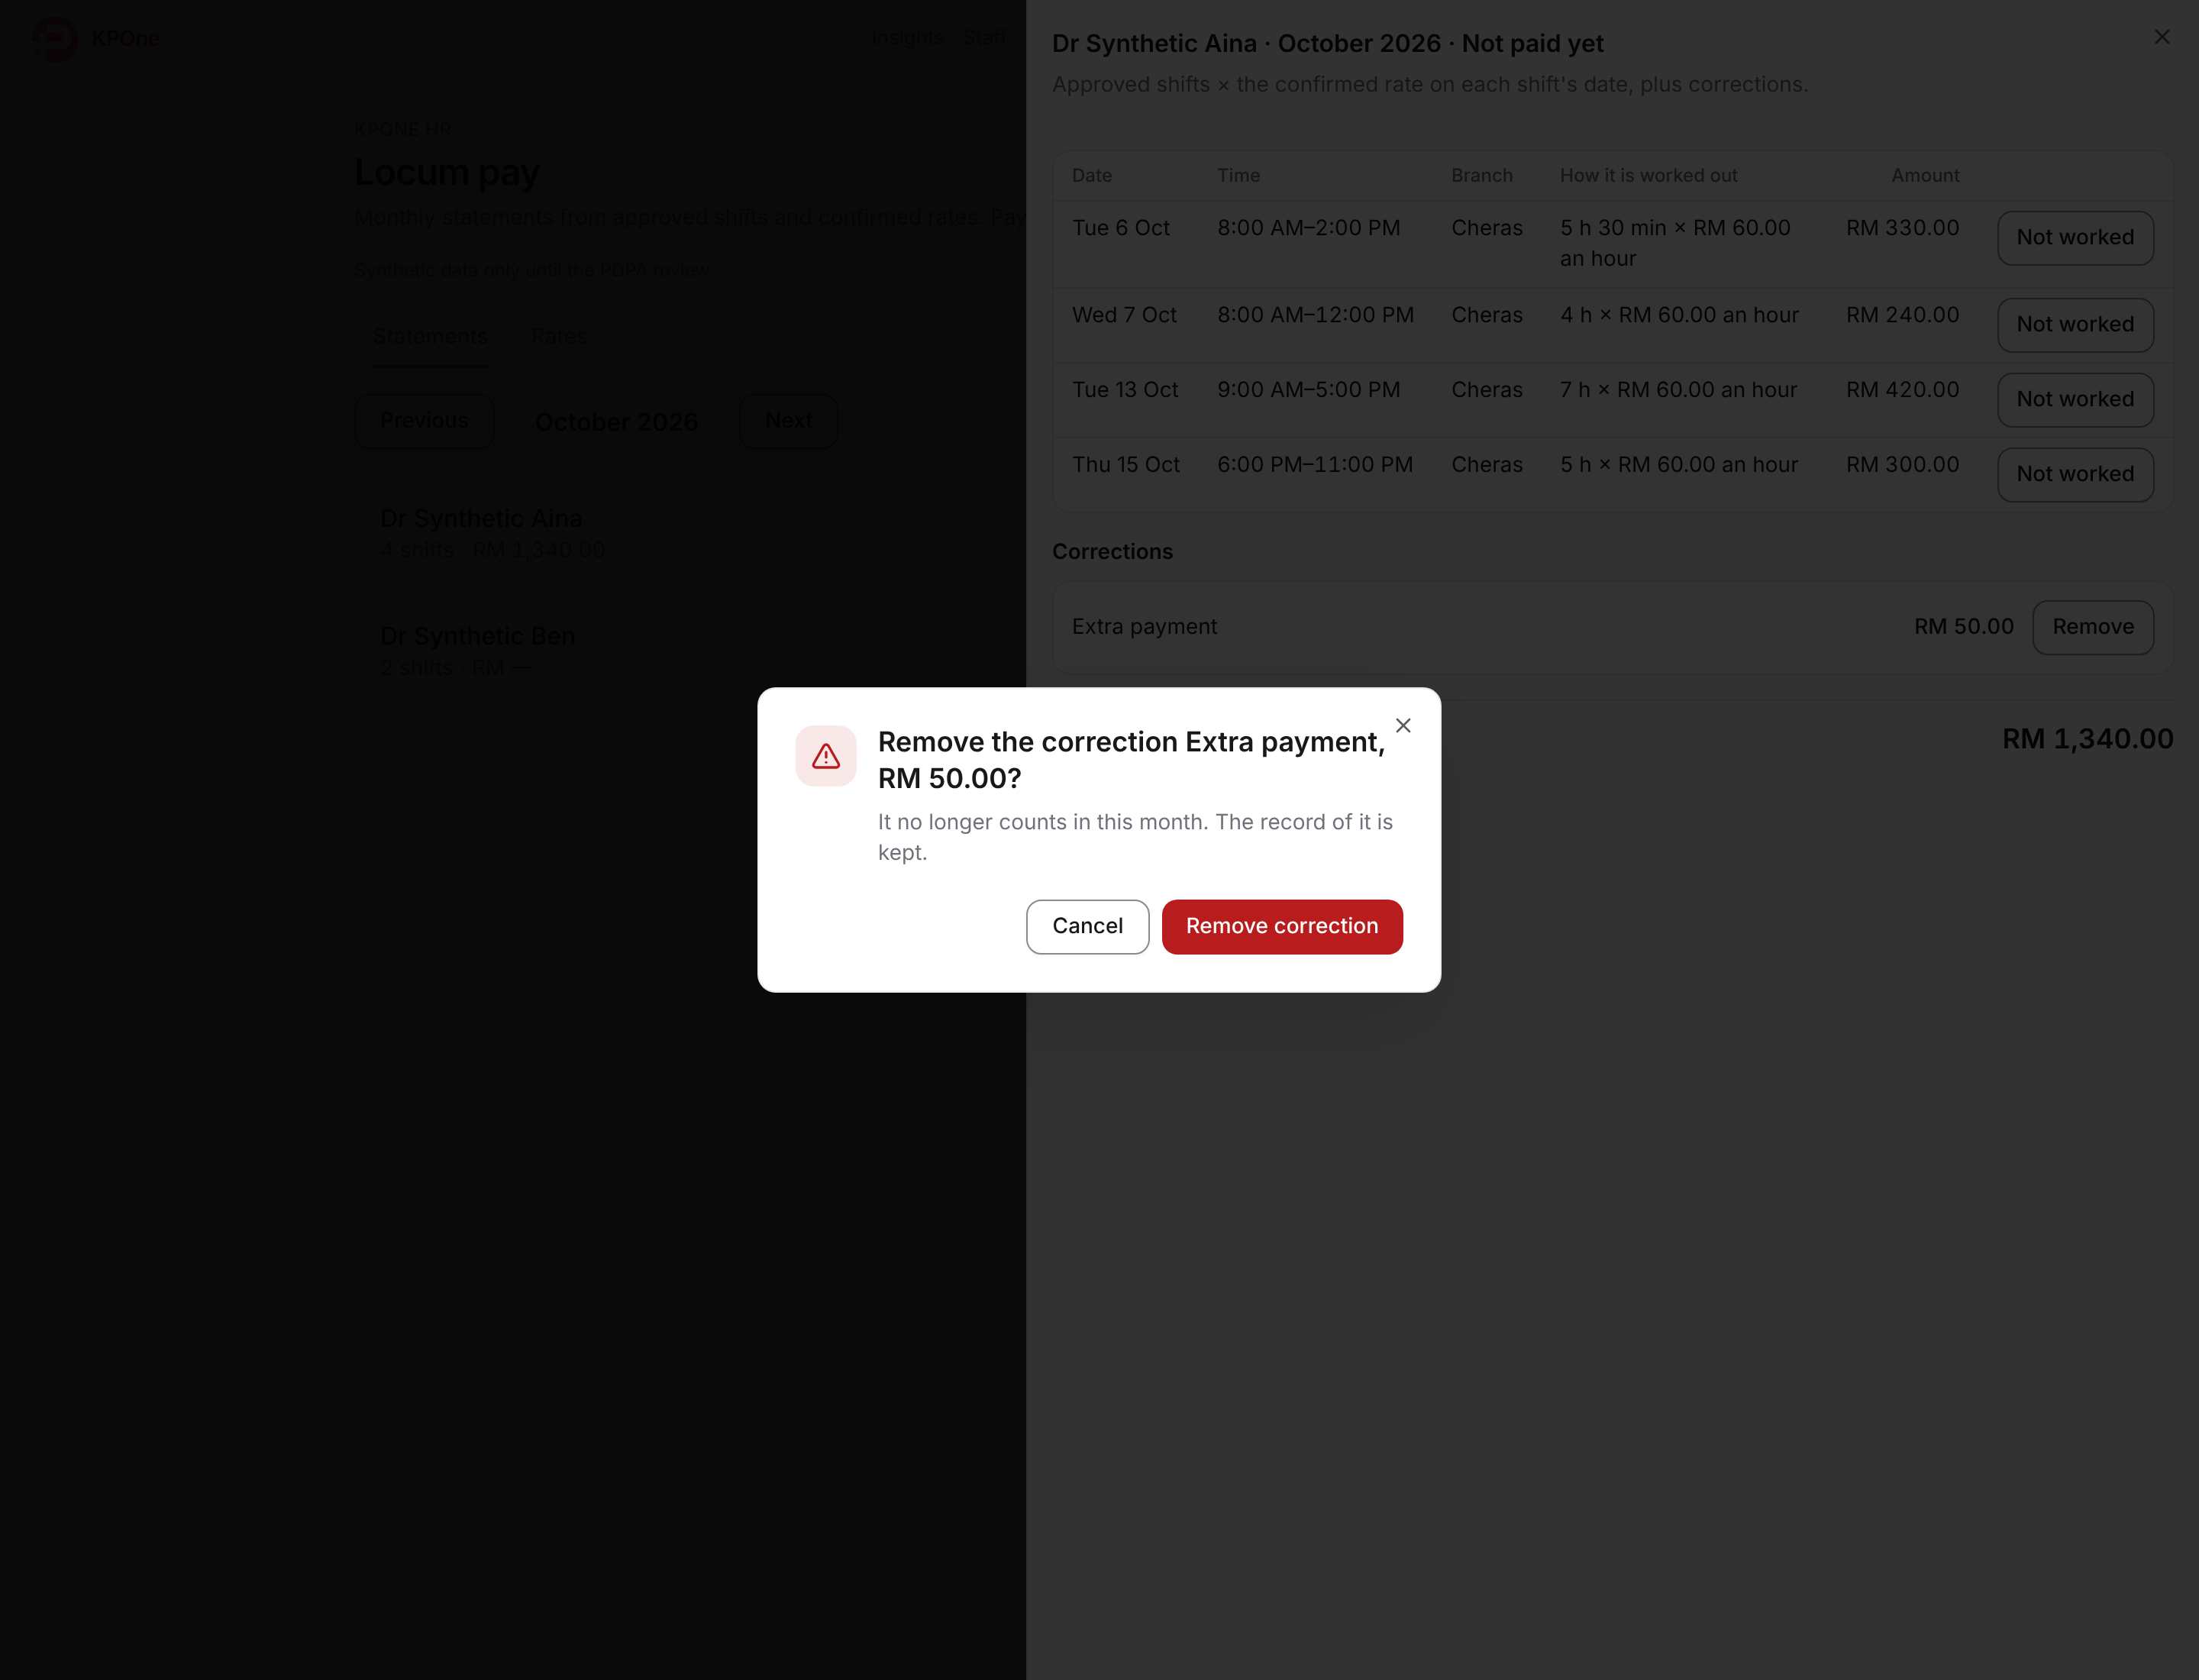 KPOne
Insights Staff
KPONE HR
Locum pay
Monthly statements from approved shifts and confirmed rates. Pay
Synthetic data only until the PDPA review.
Statements Rates
Previous October 2026 Next
Dr Synthetic Aina
4 shifts · RM 1,340.00
Dr Synthetic Ben
2 shifts · RM —
Dr Synthetic Aina · October 2026 · Not paid yet
Approved shifts × the confirmed rate on each shift's date, plus corrections.
Date Time Branch How it is worked out Amount
Tue 6 Oct 8:00 AM–2:00 PM Cheras 5 h 30 min × RM 60.00 an hour RM 330.00 Not worked
Wed 7 Oct 8:00 AM–12:00 PM Cheras 4 h × RM 60.00 an hour RM 240.00 Not worked
Tue 13 Oct 9:00 AM–5:00 PM Cheras 7 h × RM 60.00 an hour RM 420.00 Not worked
Thu 15 Oct 6:00 PM–11:00 PM Cheras 5 h × RM 60.00 an hour RM 300.00 Not worked
Corrections
Extra payment RM 50.00 Remove
RM 1,340.00
Remove the correction Extra payment,
RM 50.00?
It no longer counts in this month. The record of it is
kept.
Cancel Remove correction